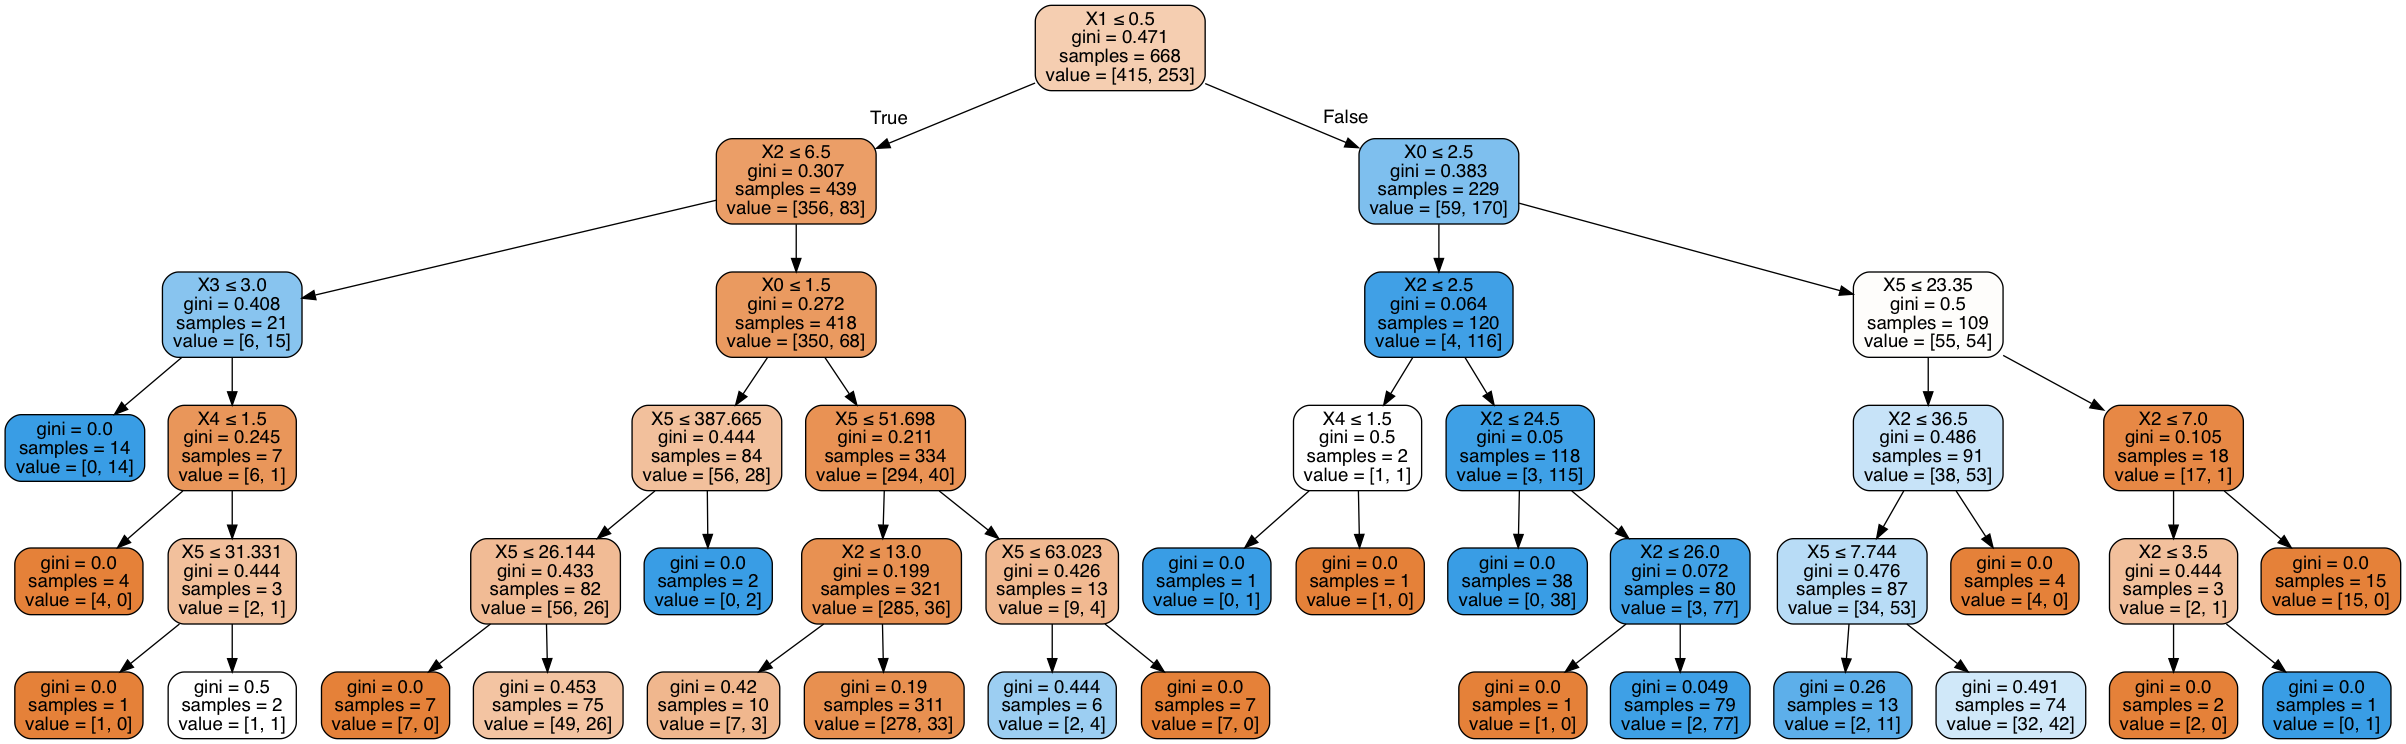 X1 ≤ 0.5
gini = 0.471
samples = 668
value = [415, 253]
True
False
X2 ≤ 6.5
gini = 0.307
samples = 439
value = [356, 83]
X0 ≤ 2.5
gini = 0.383
samples = 229
value = [59, 170]
X3 ≤ 3.0
gini = 0.408
samples = 21
value = [6, 15]
X0 ≤ 1.5
gini = 0.272
samples = 418
value = [350, 68]
X2 ≤ 2.5
gini = 0.064
samples = 120
value = [4, 116]
X5 ≤ 23.35
gini = 0.5
samples = 109
value = [55, 54]
gini = 0.0
samples = 14
value = [0, 14]
X4 ≤ 1.5
gini = 0.245
samples = 7
value = [6, 1]
X5 ≤ 387.665
gini = 0.444
samples = 84
value = [56, 28]
X5 ≤ 51.698
gini = 0.211
samples = 334
value = [294, 40]
X4 ≤ 1.5
gini = 0.5
samples = 2
value = [1, 1]
X2 ≤ 24.5
gini = 0.05
samples = 118
value = [3, 115]
X2 ≤ 36.5
gini = 0.486
samples = 91
value = [38, 53]
X2 ≤ 7.0
gini = 0.105
samples = 18
value = [17, 1]
gini = 0.0
samples = 4
value = [4, 0]
X5 ≤ 31.331
gini = 0.444
samples = 3
value = [2, 1]
X5 ≤ 26.144
gini = 0.433
samples = 82
value = [56, 26]
gini = 0.0
samples = 2
value = [0, 2]
X2 ≤ 13.0
gini = 0.199
samples = 321
value = [285, 36]
X5 ≤ 63.023
gini = 0.426
samples = 13
value = [9, 4]
gini = 0.0
samples = 1
value = [0, 1]
gini = 0.0
samples = 1
value = [1, 0]
gini = 0.0
samples = 38
value = [0, 38]
X2 ≤ 26.0
gini = 0.072
samples = 80
value = [3, 77]
X5 ≤ 7.744
gini = 0.476
samples = 87
value = [34, 53]
gini = 0.0
samples = 4
value = [4, 0]
X2 ≤ 3.5
gini = 0.444
samples = 3
value = [2, 1]
gini = 0.0
samples = 15
value = [15, 0]
gini = 0.0
samples = 1
value = [1, 0]
gini = 0.5
samples = 2
value = [1, 1]
gini = 0.0
samples = 7
value = [7, 0]
gini = 0.453
samples = 75
value = [49, 26]
gini = 0.42
samples = 10
value = [7, 3]
gini = 0.19
samples = 311
value = [278, 33]
gini = 0.444
samples = 6
value = [2, 4]
gini = 0.0
samples = 7
value = [7, 0]
gini = 0.0
samples = 1
value = [1, 0]
gini = 0.049
samples = 79
value = [2, 77]
gini = 0.26
samples = 13
value = [2, 11]
gini = 0.491
samples = 74
value = [32, 42]
gini = 0.0
samples = 2
value = [2, 0]
gini = 0.0
samples = 1
value = [0, 1]